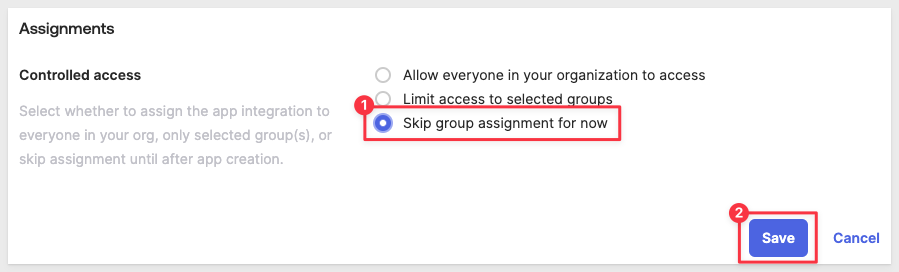 Assignments
Controlled access
Select whether to assign the app integration to
everyone in your org, only selected group(s), or
skip assignment until after app creation.
Allow everyone in your organization to access
Limit access to selected groups
1
Skip group assignment for now
2
Save
Cancel